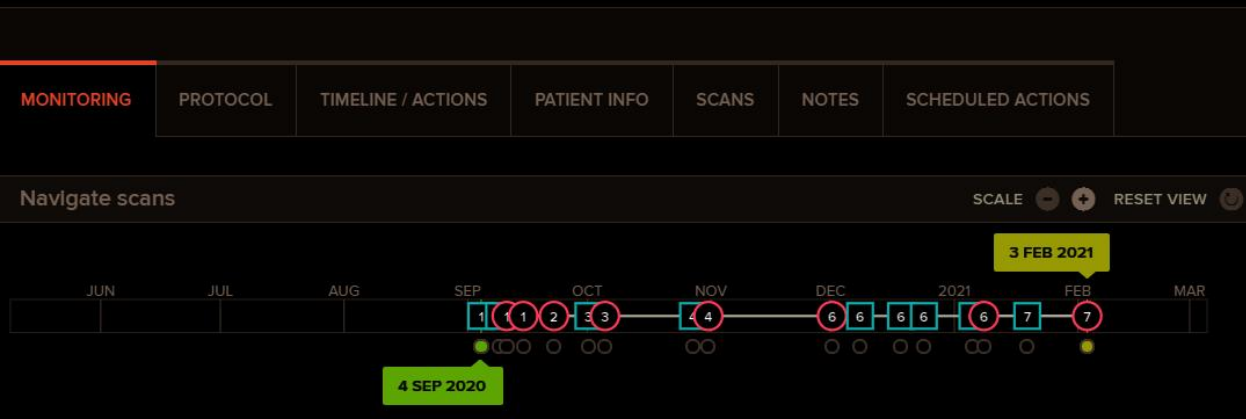 MONITORING PROTOCOL TIMELINE / ACTIONS PATIENT INFO SCANS NOTES SCHEDULED ACTIONS
Navigate scans SCALE - + RESET VIEW
3 FEB 2021
JUN JUL AUG SEP OCT NOV DEC 2021 FEB MAR
1 1 1 2 3 3 4 4 6 6 6 6 6 7 7
4 SEP 2020